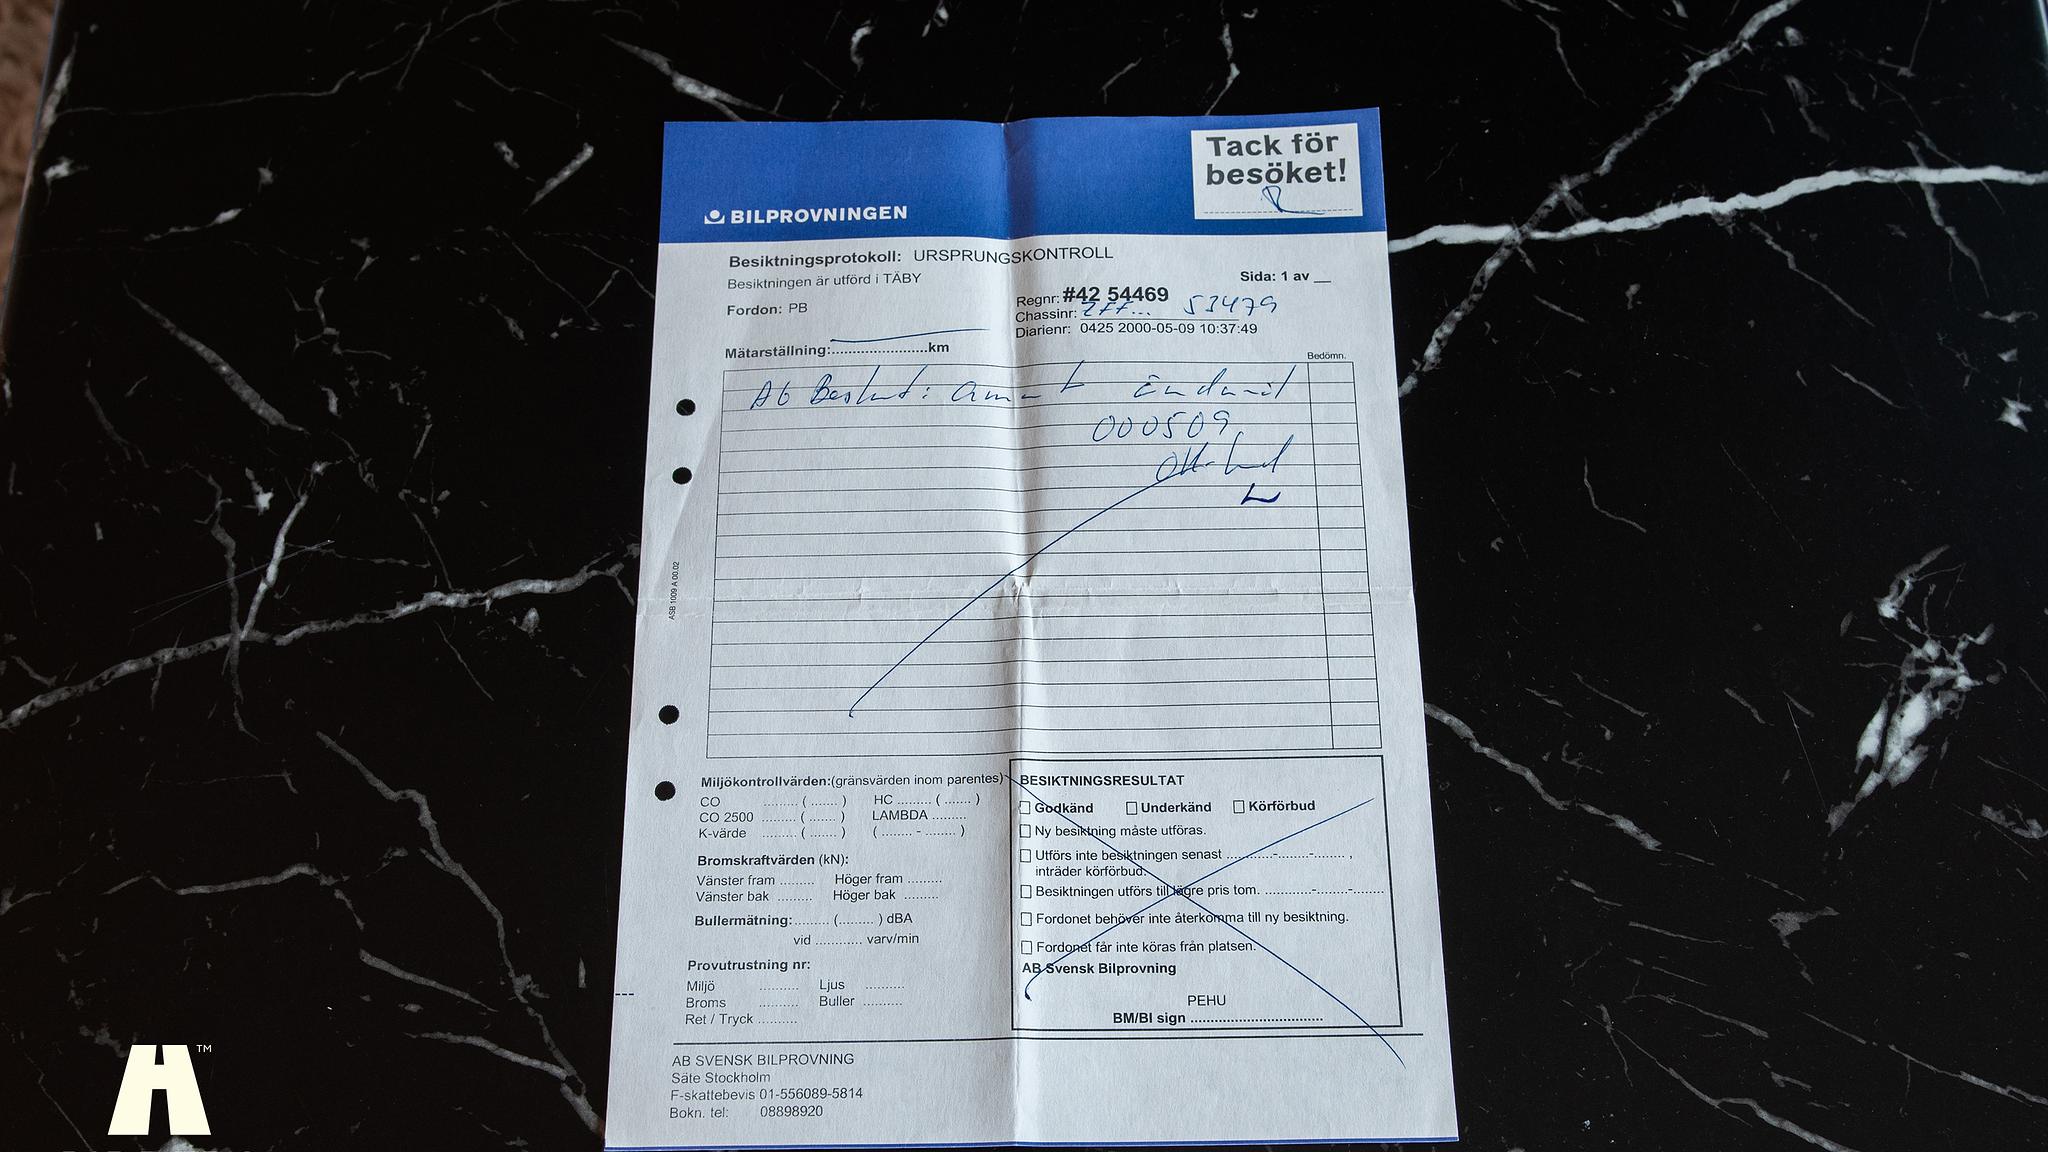 Tack för
besöket!
BILPROVNINGEN
Besiktningsprotokoll: URSPRUNGSKONTROLL
Besiktningen är utförd i TÄBY
Sida: 1 av __
Fordon: PB
Regnr: #42 54469
Chassinr: ZFF... 53479
Diarienr: 0425 2000-05-09 10:37:49
Mätarställning:........................km
Bedömn.
AG Beslut:
000509
ASB 1009 A 00.02
Miljökontrollvärden:(gränsvärden inom parentes)
CO ......... ( ....... ) HC ......... ( ....... )
CO 2500 ........ ( ....... ) LAMBDA .........
K-värde ........ ( ....... ) ( ........ - ........ )
Bromskraftvärden (kN):
Vänster fram ......... Höger fram .........
Vänster bak ......... Höger bak .........
Bullermätning:......... (......... ) dBA
vid ............ varv/min
Provutrustning nr:
Miljö .......... Ljus ..........
Broms .......... Buller ..........
Ret / Tryck ..........
BESIKTNINGSRESULTAT
Godkänd Underkänd Körförbud
Ny besiktning måste utföras.
Utförs inte besiktningen senast ............-........-........ ,
inträder körförbud.
Besiktningen utförs till lägre pris tom. ............-........-........
Fordonet behöver inte återkomma till ny besiktning.
Fordonet får inte köras från platsen.
AB Svensk Bilprovning
PEHU
BM/BI sign ..................................
AB SVENSK BILPROVNING
Säte Stockholm
F-skattebevis 01-556089-5814
Bokn. tel: 08898920
H™